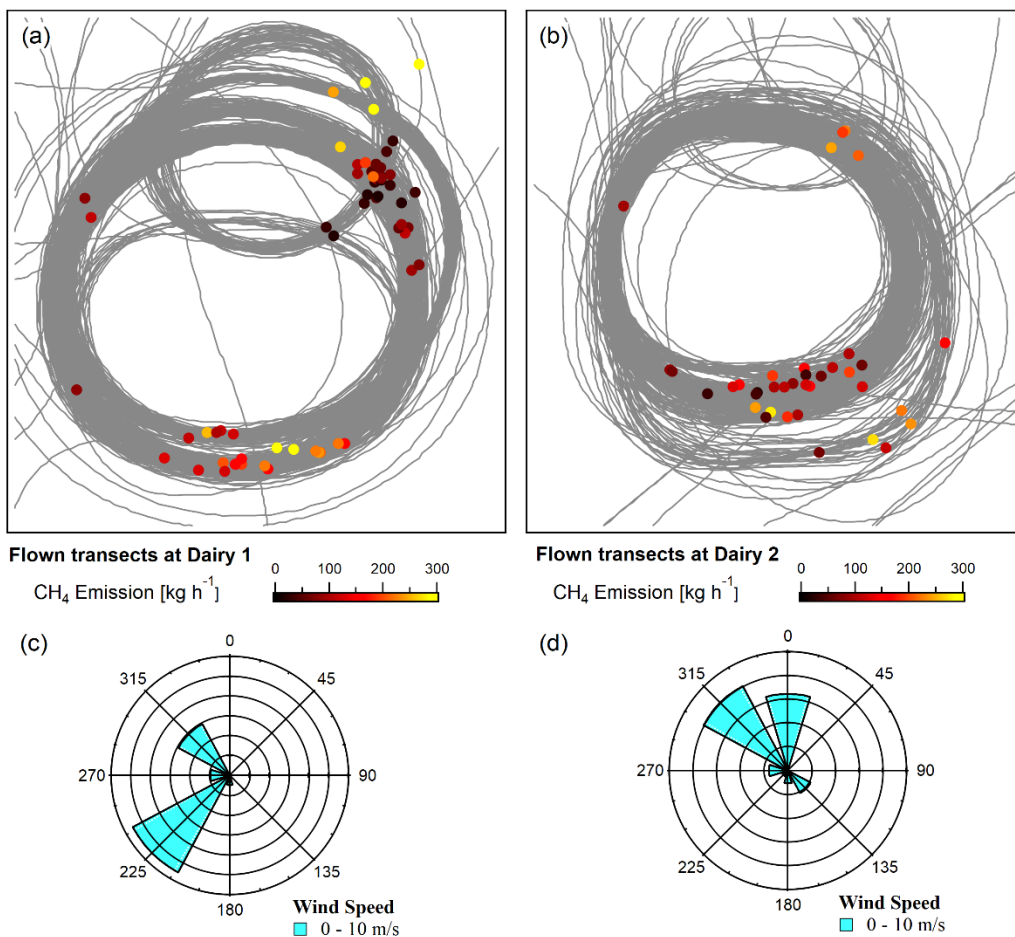 (a)
(b)
Flown transects at Dairy 1
0 100 200 300
CH₄ Emission [kg h⁻¹]
Flown transects at Dairy 2
0 100 200 300
CH₄ Emission [kg h⁻¹]
(c)
0
45
90
135
180
225
270
315
Wind Speed
0 - 10 m/s
(d)
0
45
90
135
180
225
270
315
Wind Speed
0 - 10 m/s